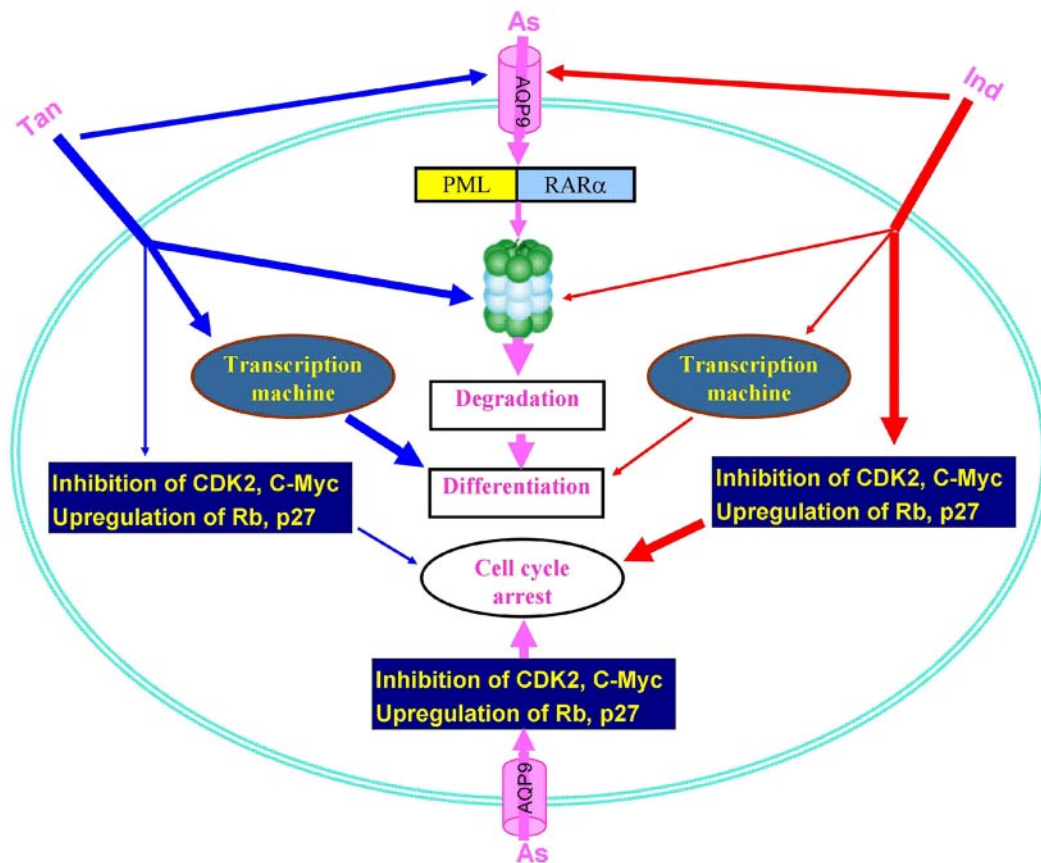 As
AQP9
Tan
Ind
PML
RARα
Transcription
machine
Transcription
machine
Degradation
Differentiation
Inhibition of CDK2, C-Myc
Upregulation of Rb, p27
Inhibition of CDK2, C-Myc
Upregulation of Rb, p27
Cell cycle
arrest
Inhibition of CDK2, C-Myc
Upregulation of Rb, p27
AQP9
As